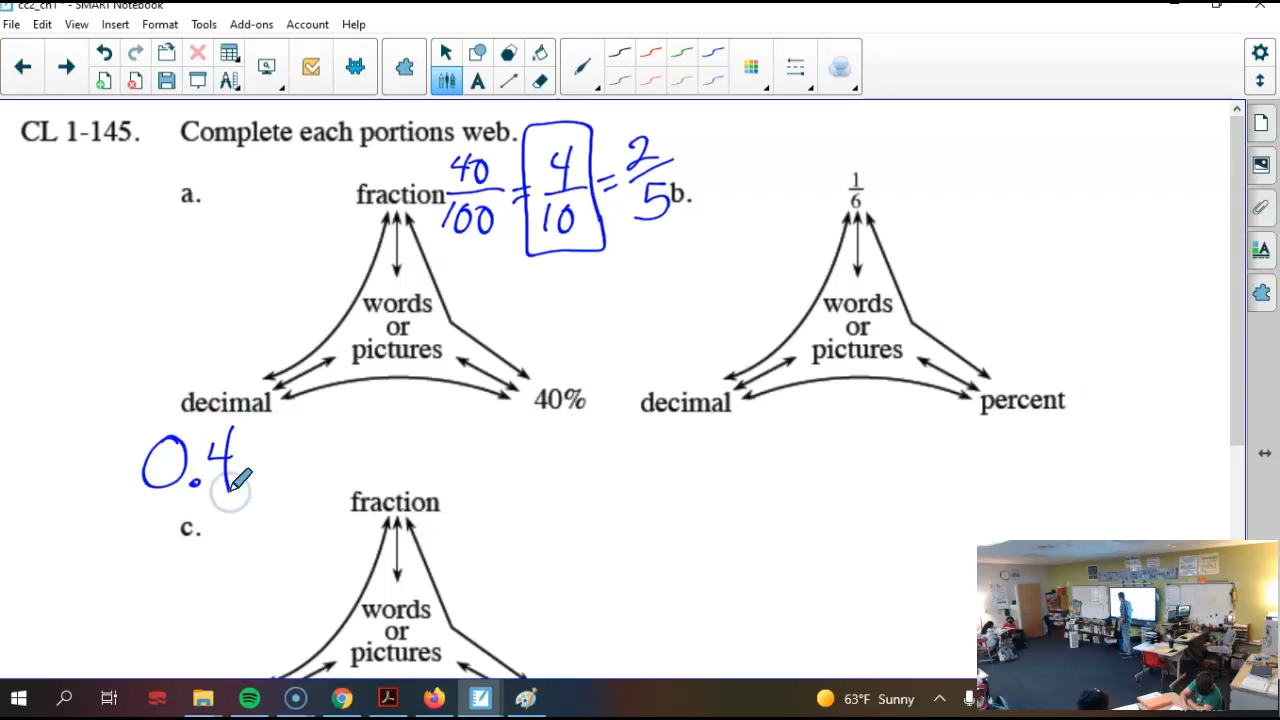 cc2_ch1 * - SMART Notebook
File Edit View Insert Format Tools Add-ons Account Help
CL 1-145. Complete each portions web.
a. fraction 40/100 = 4/10 = 2/5
words
or
pictures
decimal 40%
0.4
b. 1/6
words
or
pictures
decimal percent
c. fraction
words
or
pictures
63°F Sunny